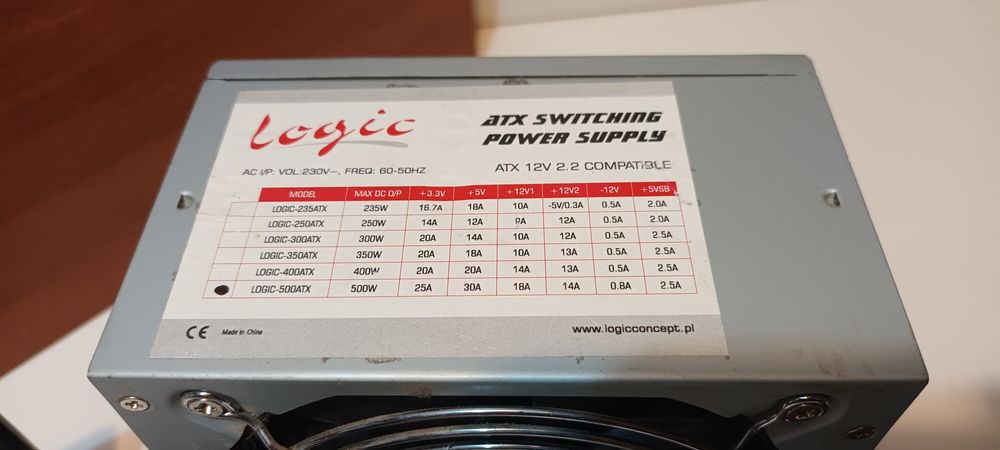 Logic
ATX SWITCHING
POWER SUPPLY
AC I/P: VOL:230V~, FREQ: 60-50HZ
ATX 12V 2.2 COMPATIBLE
MODEL MAX DC O/P +3.3V +5V +12V1 +12V2 -12V +5VSB
LOGIC-235ATX 235W 16.7A 18A 10A -5V/0.3A 0.5A 2.0A
LOGIC-250ATX 250W 14A 12A 8A 12A 0.5A 2.0A
LOGIC-300ATX 300W 20A 14A 10A 12A 0.5A 2.5A
LOGIC-350ATX 350W 20A 18A 10A 13A 0.5A 2.5A
LOGIC-400ATX 400W 20A 20A 14A 13A 0.5A 2.5A
LOGIC-500ATX 500W 25A 30A 18A 14A 0.8A 2.5A
CE Made in China
www.logicconcept.pl